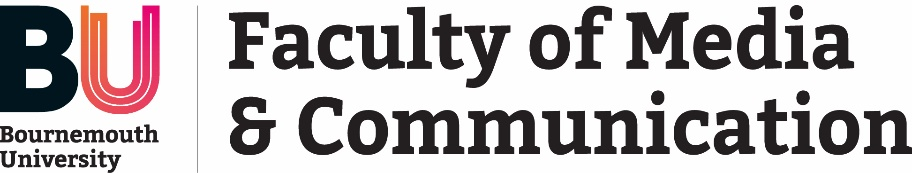 BU
Bournemouth
University
Faculty of Media
& Communication